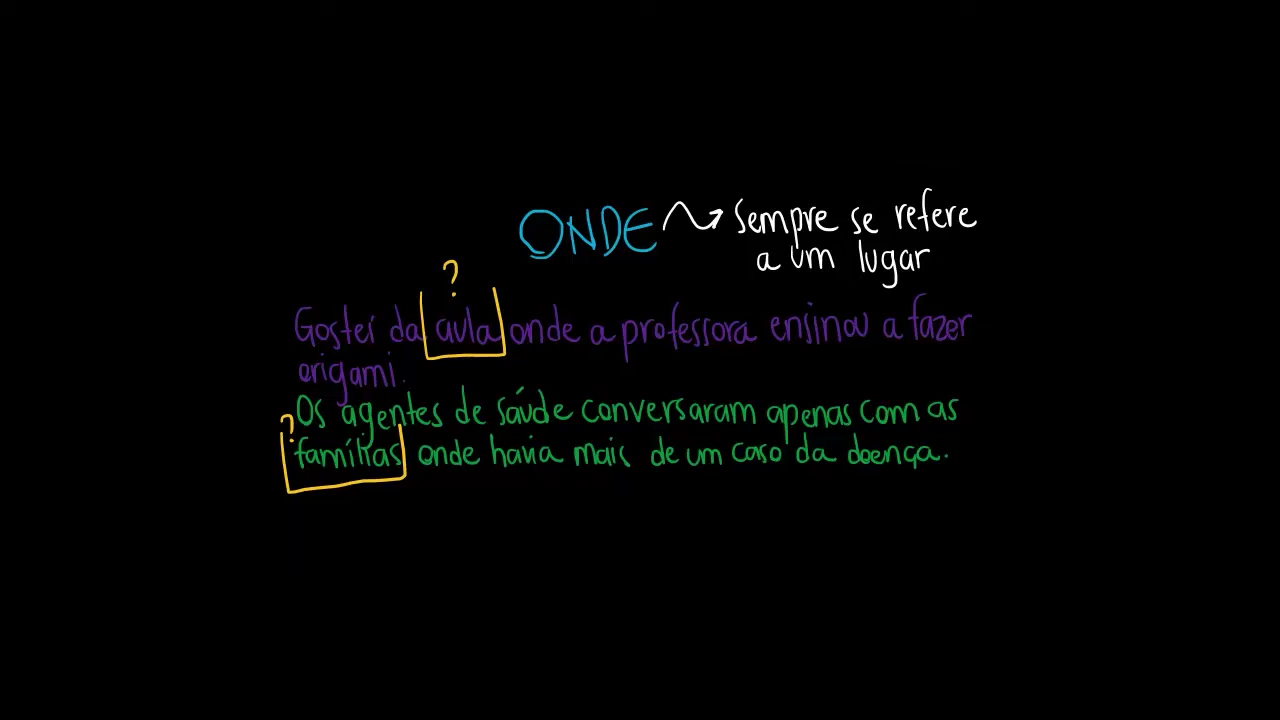 ONDE sempre se refere
a um lugar
?
Gostei da aula onde a professora ensinou a fazer
origami.
Os agentes de saúde conversaram apenas com as
?
famílias onde havia mais de um caso da doença.